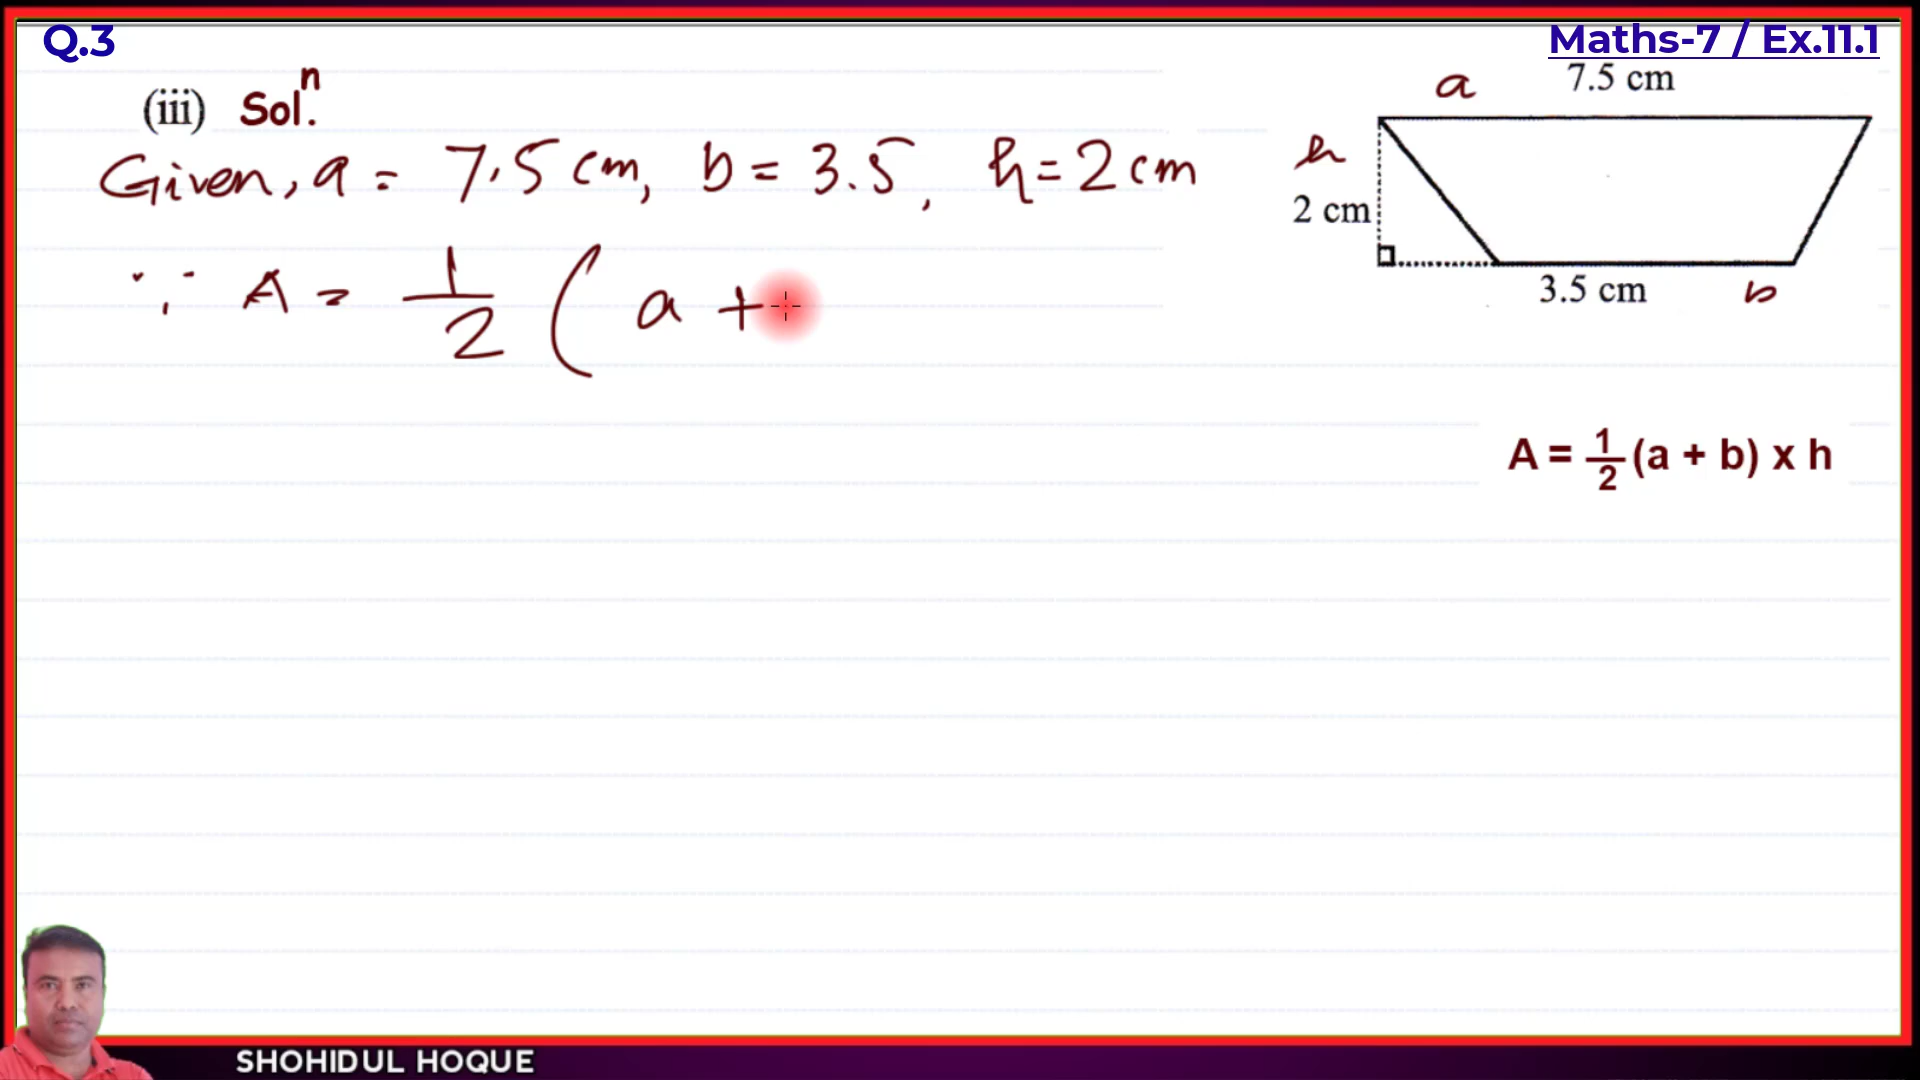 Q.3
Maths-7 / Ex.11.1
(iii) Solⁿ.
a 7.5 cm
Given, a = 7.5 cm, b = 3.5, h = 2 cm
h
2 cm
∵ A = 1/2 ( a +
3.5 cm b
A = 1/2 (a + b) x h
SHOHIDUL HOQUE